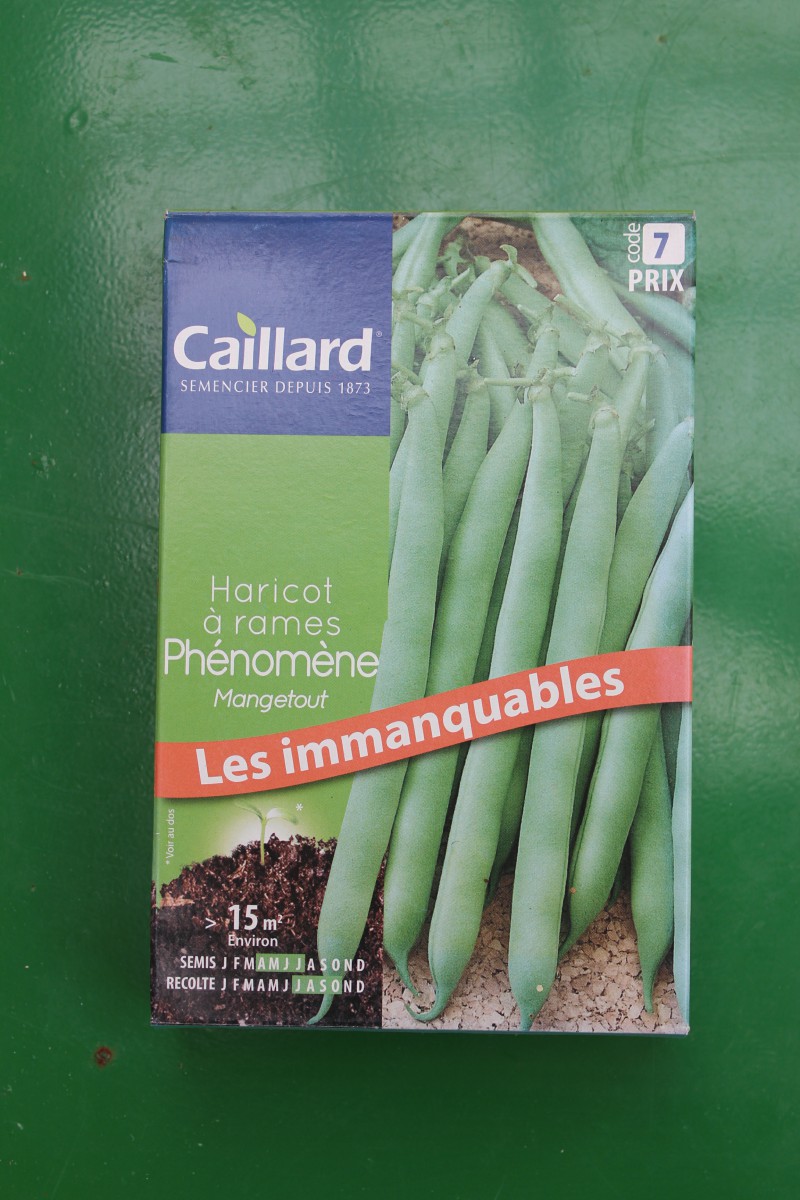 code 7
PRIX
Caillard®
SEMENCIER DEPUIS 1873
Haricot
à rames
Phénomène
Mangetout
Les immanquables
*
* Voir au dos
> 15 m²
Environ
SEMIS J F M A M J J A S O N D
RECOLTE J F M A M J J A S O N D